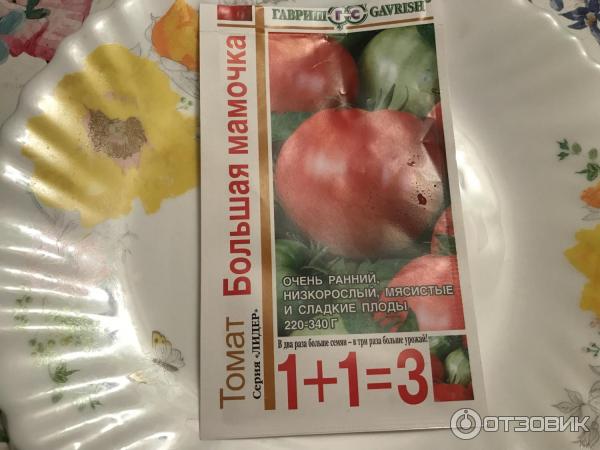 ГАВРИШ GAVRISH
Томат
Большая мамочка
Серия «ЛИДЕР»
ОЧЕНЬ РАННИЙ,
НИЗКОРОСЛЫЙ, МЯСИСТЫЕ
И СЛАДКИЕ ПЛОДЫ
220-340 Г
В два раза больше семян – в три раза больше урожай!
1+1=3
ОТЗОВИК